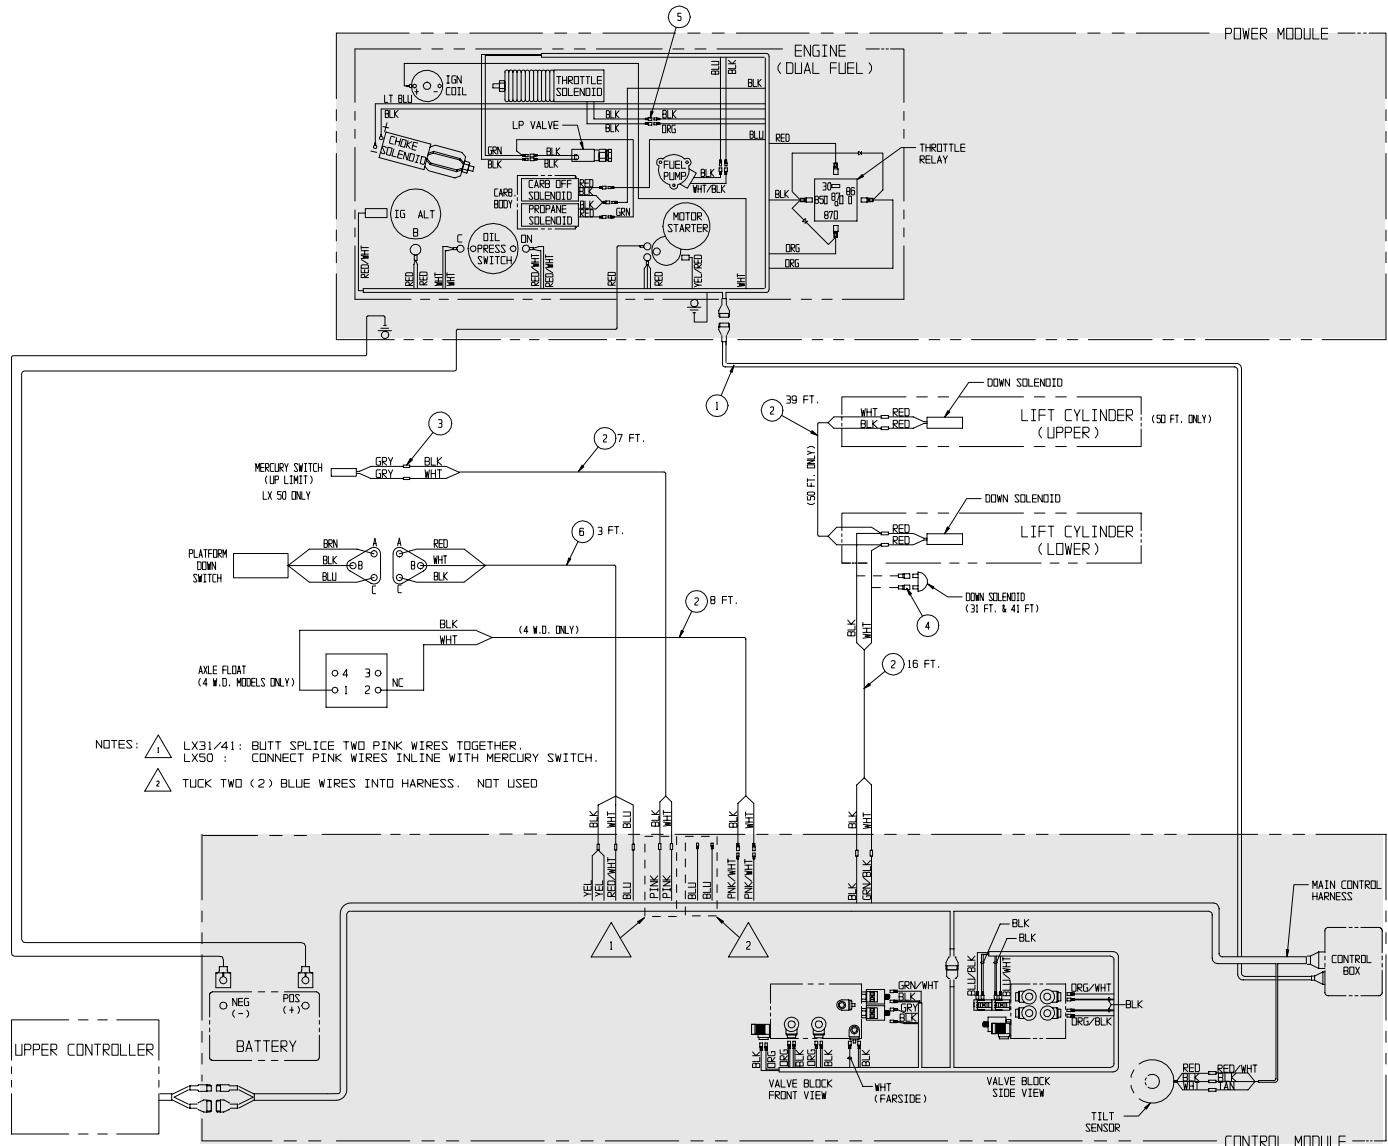 5
POWER MODULE
ENGINE
(DUAL FUEL)
IGN
COIL
+ -
THROTTLE
SOLENOID
BLU
BLK
BLK
LT BLU
BLK
BLK
BLK
BLK
ORG
LP VALVE
BLU
RED
CHOKE
SOLENOID
+
-
GRN
BLK
BLK
BLK
THROTTLE
RELAY
FUEL
PUMP
BLK
WHT/BLK
CARB.
BODY
CARB OFF
SOLENOID
RED
BLK
PROPANE
SOLENOID
BLK
RED
GRN
BLK
30
86
85
87
87
IG ALT
B
C
OIL
PRESS
SWITCH
ON
MOTOR
STARTER
ORG
ORG
RED/WHT
RED
RED
WHT
WHT
RED/WHT
RED/WHT
RED
RED
YEL/RED
WHT
1
DOWN SOLENOID
39 FT.
2
WHT
RED
BLK
RED
LIFT CYLINDER
(UPPER)
(50 FT. ONLY)
(50 FT. ONLY)
3
MERCURY SWITCH
(UP LIMIT)
LX 50 ONLY
GRY
BLK
GRY
WHT
2
7 FT.
DOWN SOLENOID
RED
RED
LIFT CYLINDER
(LOWER)
6
3 FT.
PLATFORM
DOWN
SWITCH
BRN
A
BLK
B
BLU
C
A
RED
B
WHT
C
BLK
DOWN SOLENOID
(31 FT. & 41 FT)
4
2
8 FT.
BLK
WHT
(4 W.D. ONLY)
BLK
WHT
2
16 FT.
AXLE FLOAT
(4 W.D. MODELS ONLY)
4
3
1
2
NC
NOTES:
1
LX31/41: BUTT SPLICE TWO PINK WIRES TOGETHER.
LX50 : CONNECT PINK WIRES INLINE WITH MERCURY SWITCH.
2
TUCK TWO (2) BLUE WIRES INTO HARNESS. NOT USED
BLK
WHT
BLU
BLK
WHT
BLK
WHT
BLK
WHT
YEL
YEL
RED/WHT
BLU
PINK
PINK
BLU
BLU
PNK/WHT
PNK/WHT
BLK
GRN/BLK
1
2
MAIN CONTROL
HARNESS
CONTROL
BOX
BLK
BLK
BLU/BLK
BLU/WHT
ORG/WHT
BLK
ORG/BLK
GRN/WHT
BLK
GRY
BLK
NEG
(-)
POS
(+)
BATTERY
UPPER CONTROLLER
BLK
ORG
ORG
BLK
ORG
BLK
BLK
VALVE BLOCK
FRONT VIEW
WHT
(FARSIDE)
VALVE BLOCK
SIDE VIEW
RED
RED/WHT
BLK
BLK
WHT
TAN
TILT
SENSOR
CONTROL MODULE